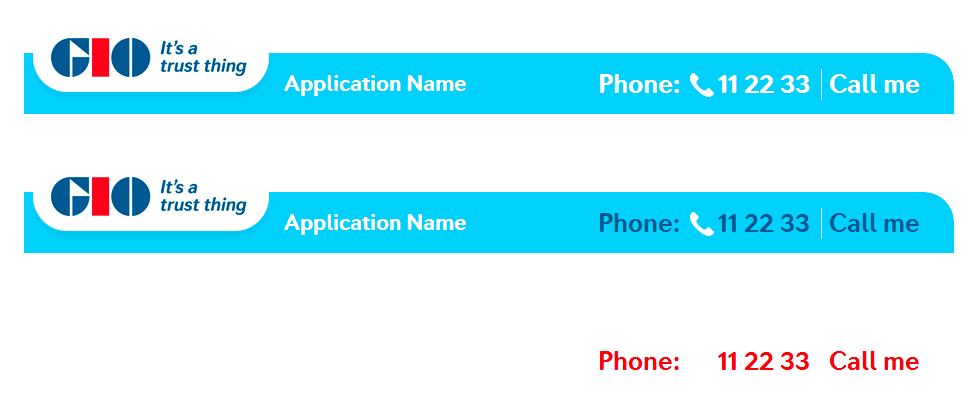 GIO It's a
trust thing
Application Name Phone: 11 22 33 Call me
GIO It's a
trust thing
Application Name Phone: 11 22 33 Call me
Phone: 11 22 33 Call me